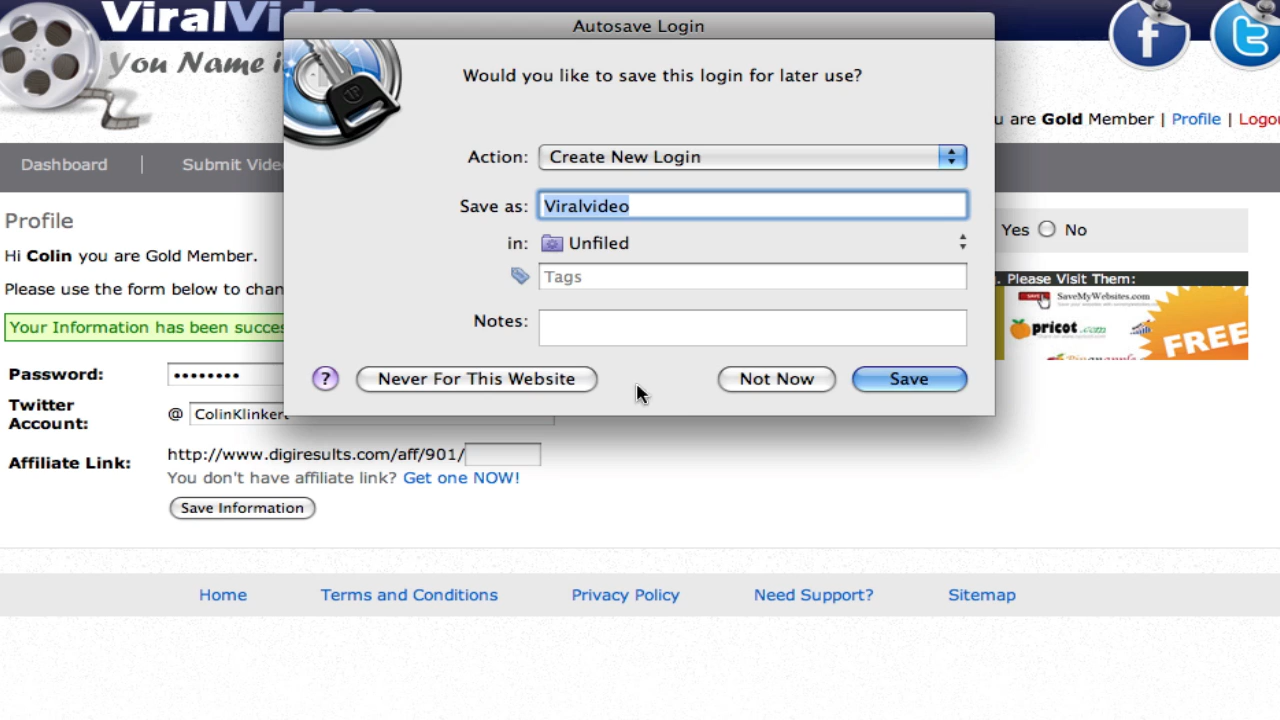 ViralVideo
You Name i
Autosave Login
Would you like to save this login for later use?
Action: Create New Login
Save as: Viralvideo
in: Unfiled
Tags
Notes:
? Never For This Website Not Now Save
u are Gold Member | Profile | Logou
Dashboard | Submit Vide
Profile
Yes No
Hi Colin you are Gold Member.
Please use the form below to chan
. Please Visit Them:
SaveMyWebsites.com
pricot .com
FREE
Your Information has been succes
Password: ••••••••
Twitter
Account: @ ColinKlinkert
Affiliate Link: http://www.digiresults.com/aff/901/
You don't have affiliate link? Get one NOW!
Save Information
Home Terms and Conditions Privacy Policy Need Support? Sitemap